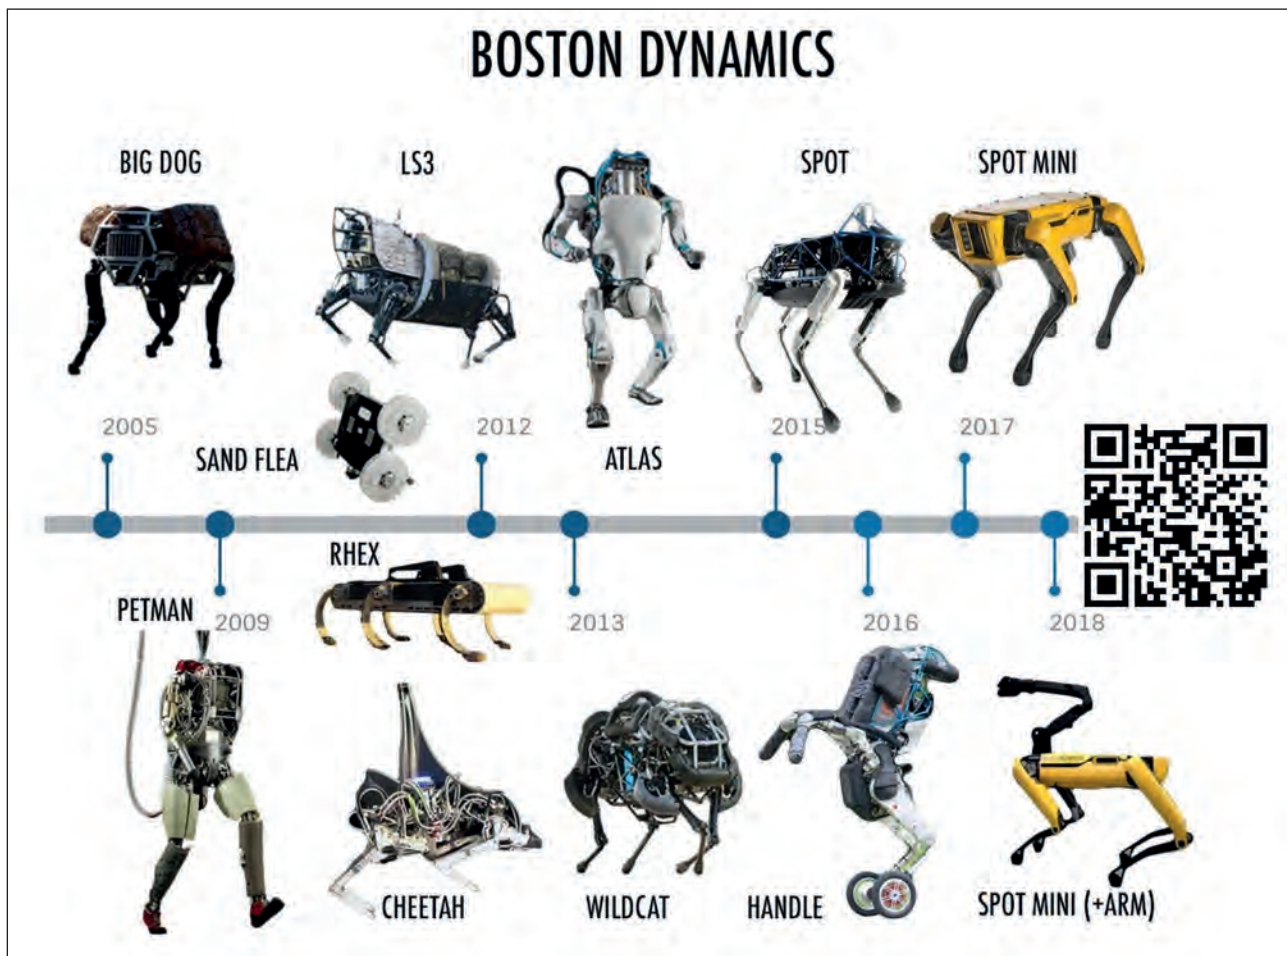 BOSTON DYNAMICS
BIG DOG
LS3
SPOT
SPOT MINI
2005
2012
2015
2017
SAND FLEA
ATLAS
RHEX
PETMAN
2009
2013
2016
2018
CHEETAH
WILDCAT
HANDLE
SPOT MINI (+ARM)